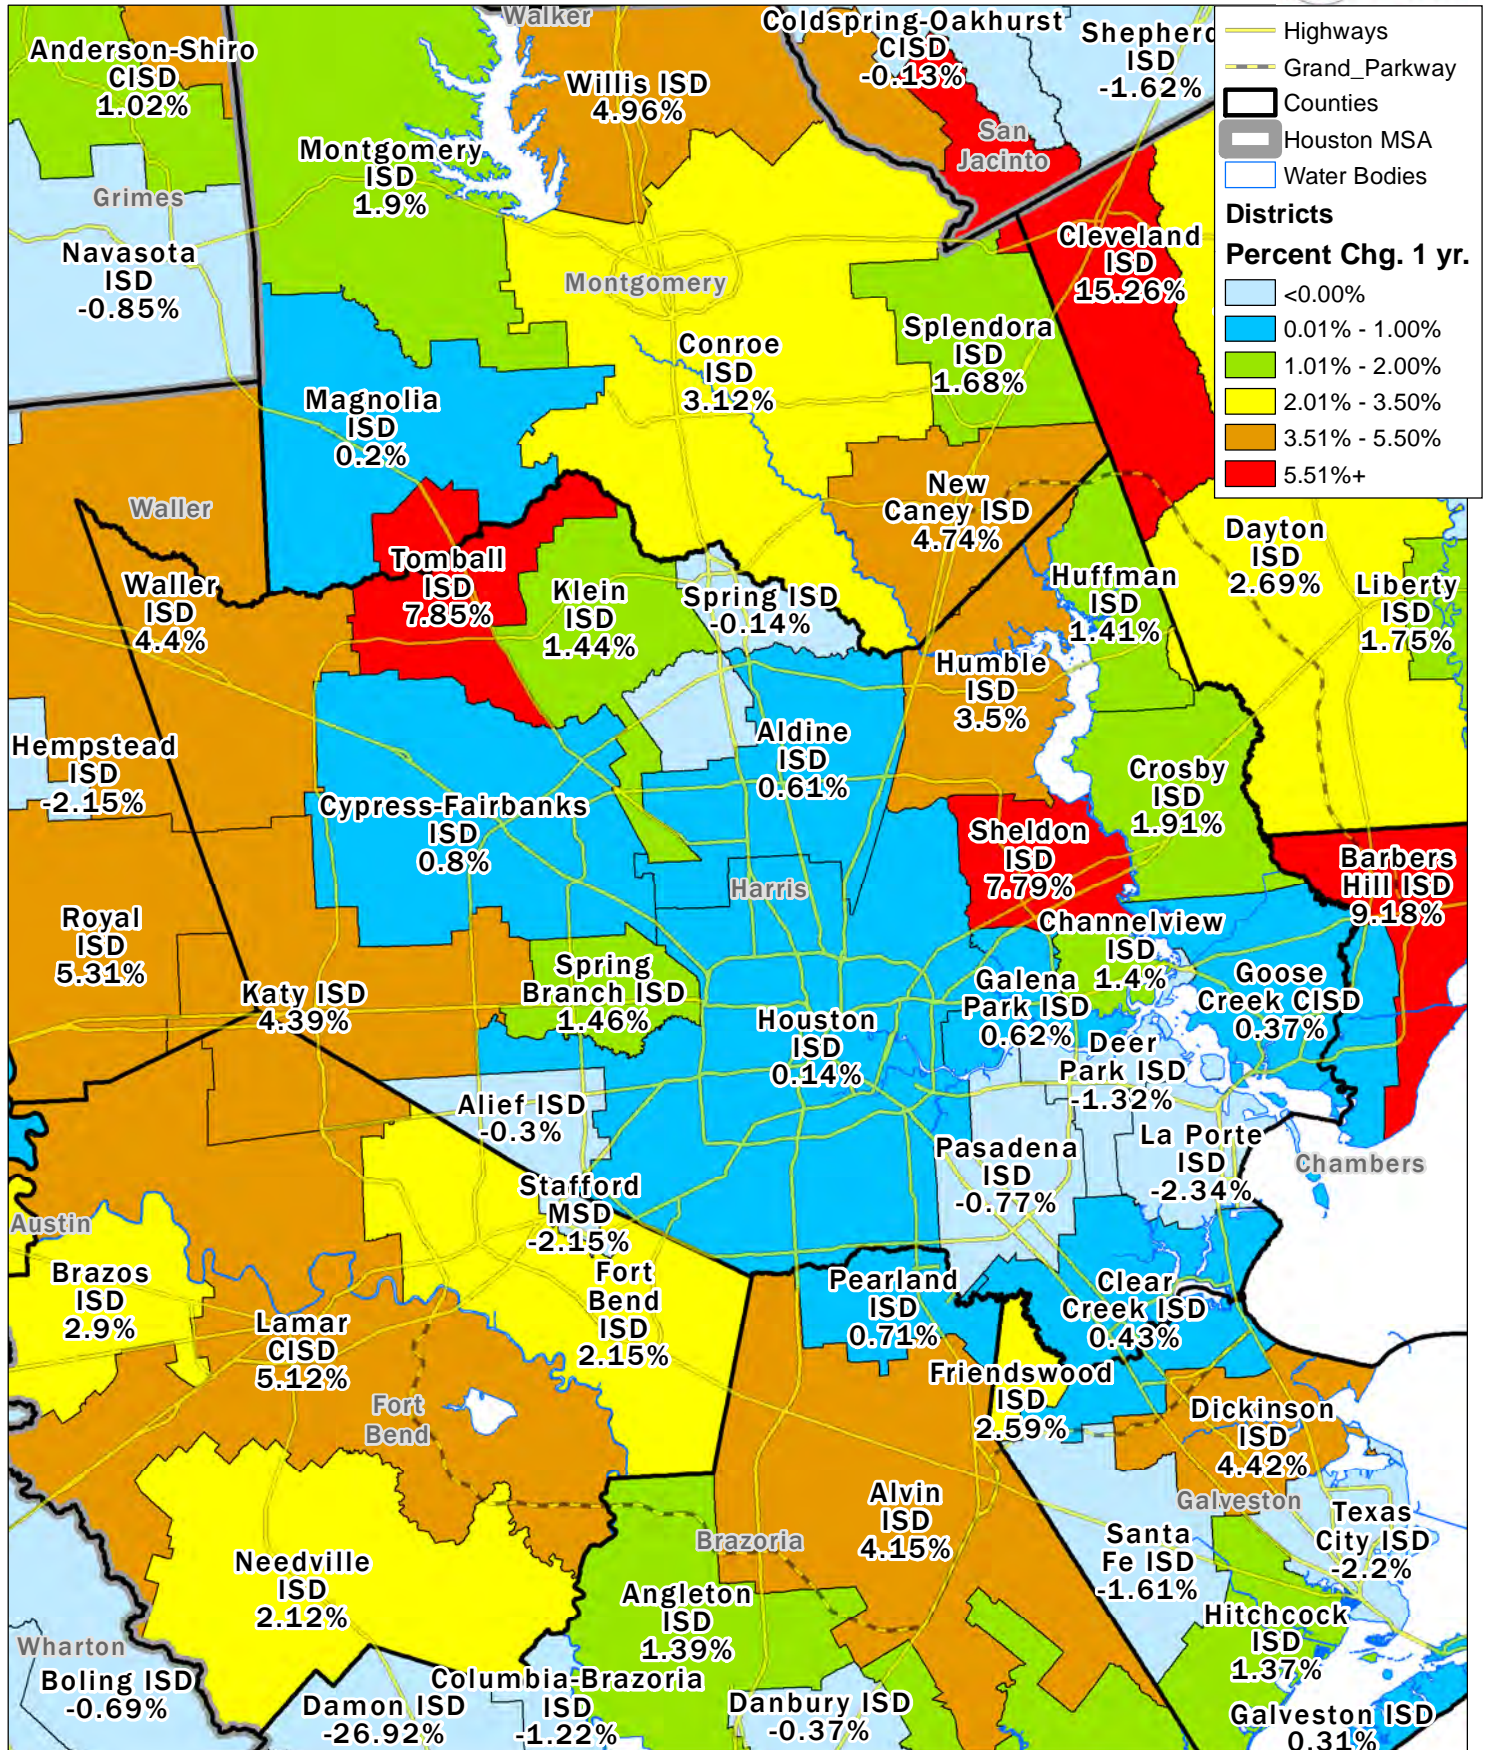 Walker
Anderson-Shiro
CISD
1.02%
Willis ISD
4.96%
Coldspring-Oakhurst
CISD
-0.13%
Shepherd
ISD
-1.62%
San
Jacinto
Highways
Grand_Parkway
Counties
Houston MSA
Water Bodies
Districts
Percent Chg. 1 yr.
<0.00%
0.01% - 1.00%
1.01% - 2.00%
2.01% - 3.50%
3.51% - 5.50%
5.51%+
Montgomery
ISD
1.9%
Grimes
Navasota
ISD
-0.85%
Montgomery
Cleveland
ISD
15.26%
Conroe
ISD
3.12%
Splendora
ISD
1.68%
Magnolia
ISD
0.2%
Waller
New
Caney ISD
4.74%
Dayton
ISD
2.69%
Tomball
ISD
7.85%
Waller
ISD
4.4%
Klein
ISD
1.44%
Spring ISD
-0.14%
Huffman
ISD
1.41%
Liberty
ISD
1.75%
Humble
ISD
3.5%
Hempstead
ISD
-2.15%
Aldine
ISD
0.61%
Crosby
ISD
1.91%
Cypress-Fairbanks
ISD
0.8%
Sheldon
ISD
7.79%
Barbers
Hill ISD
9.18%
Harris
Royal
ISD
5.31%
Channelview
ISD
1.4%
Katy ISD
4.39%
Spring
Branch ISD
1.46%
Galena
Park ISD
0.62%
Goose
Creek CISD
0.37%
Houston
ISD
0.14%
Deer
Park ISD
-1.32%
Alief ISD
-0.3%
Pasadena
ISD
-0.77%
La Porte
ISD
-2.34%
Chambers
Stafford
MSD
-2.15%
Austin
Brazos
ISD
2.9%
Fort
Bend
ISD
2.15%
Pearland
ISD
0.71%
Clear
Creek ISD
0.43%
Lamar
CISD
5.12%
Friendswood
ISD
2.59%
Fort
Bend
Dickinson
ISD
4.42%
Alvin
ISD
4.15%
Galveston
Brazoria
Santa
Fe ISD
-1.61%
Texas
City ISD
-2.2%
Needville
ISD
2.12%
Angleton
ISD
1.39%
Hitchcock
ISD
1.37%
Wharton
Boling ISD
-0.69%
Damon ISD
-26.92%
Columbia-Brazoria
ISD
-1.22%
Danbury ISD
-0.37%
Galveston ISD
0.31%